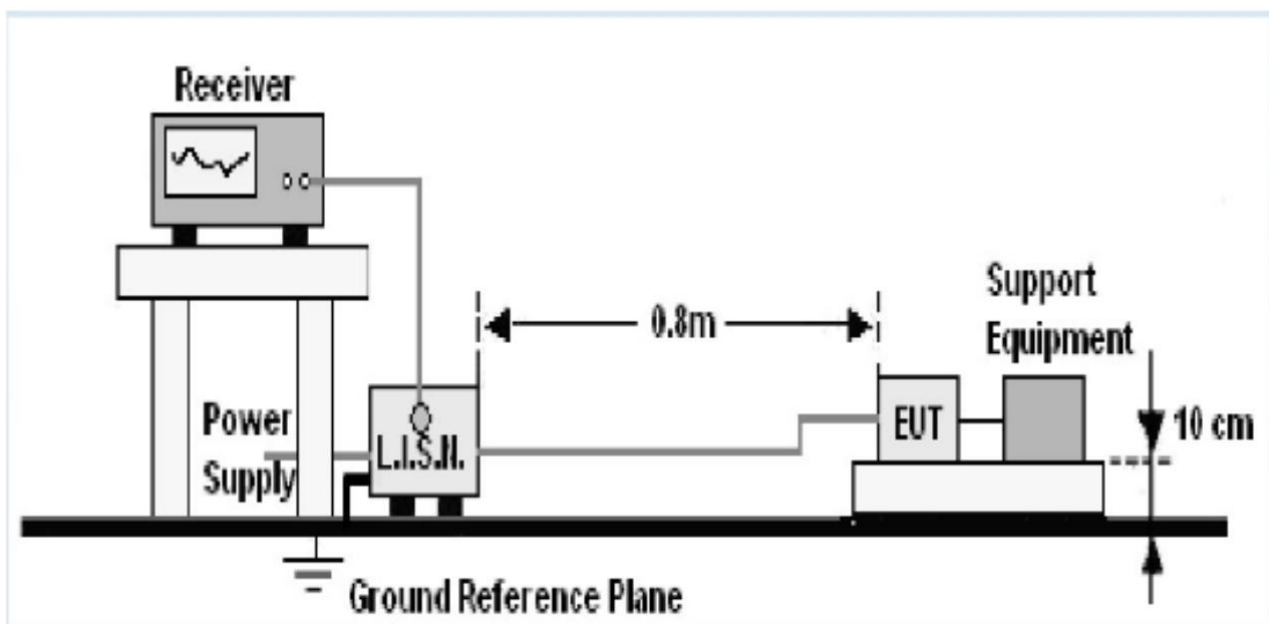 Receiver
0.8m
Support
Equipment
Power
Supply
L.I.S.N.
EUT
10 cm
Ground Reference Plane